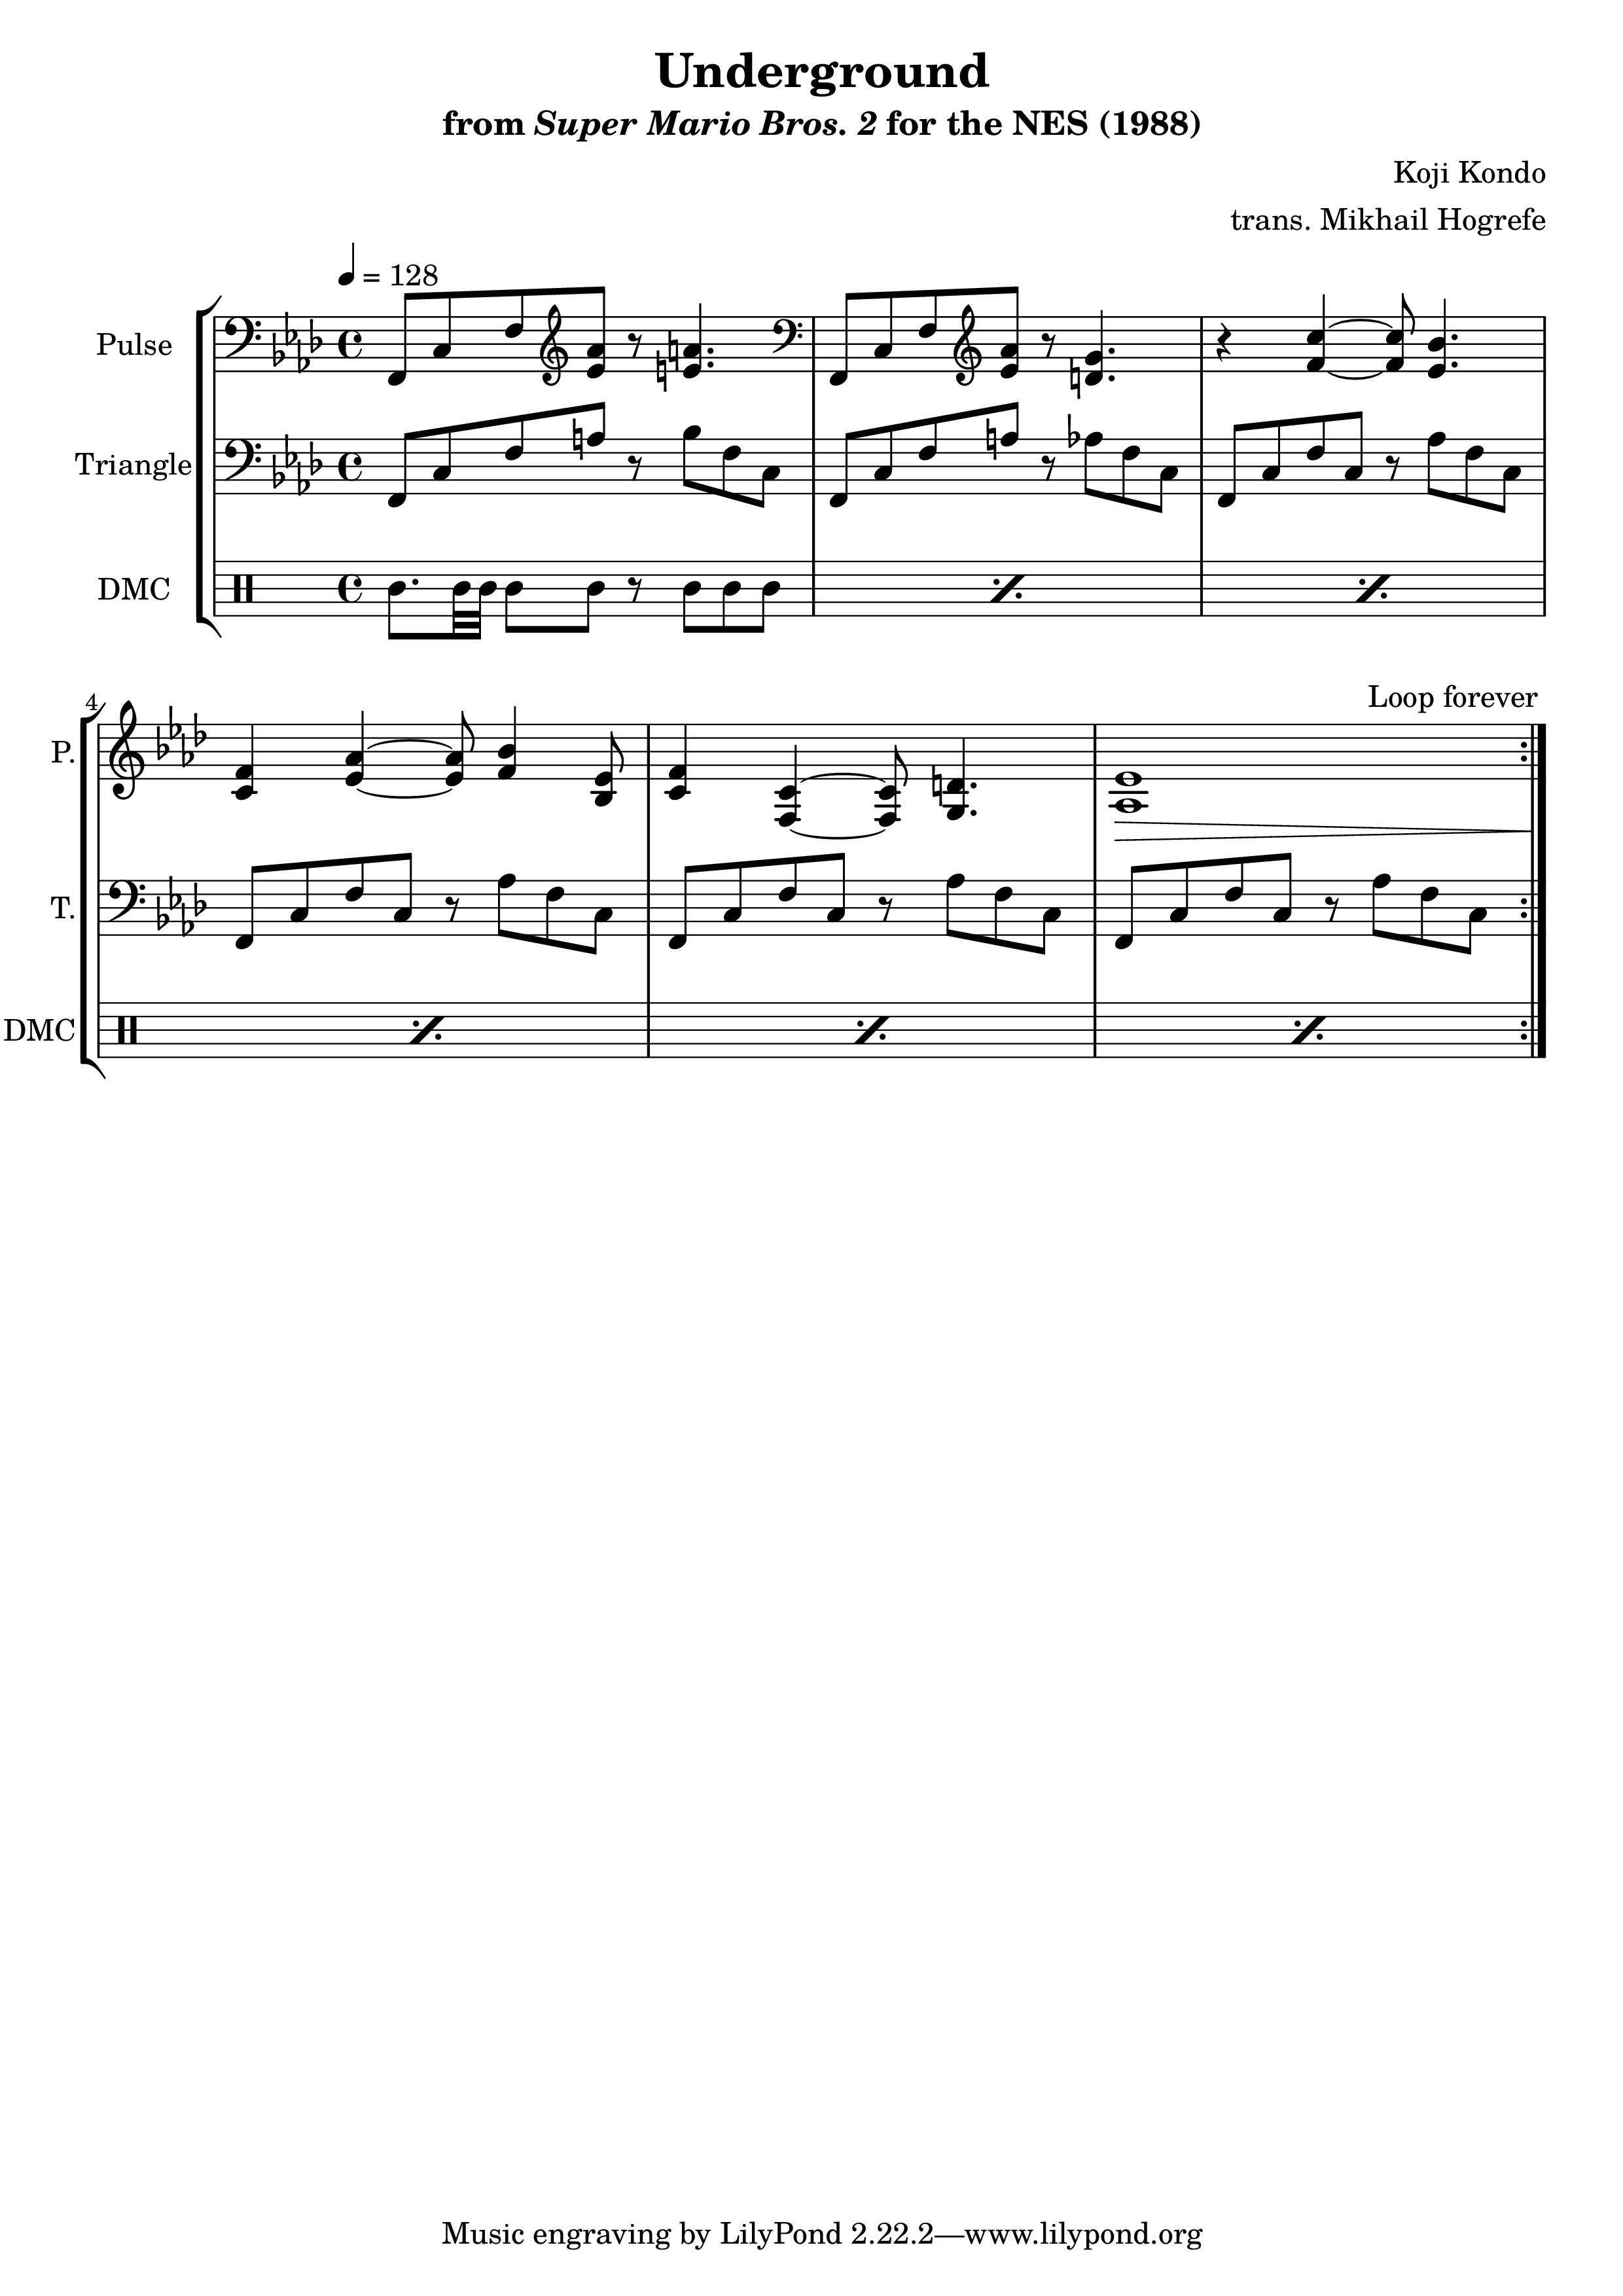 Underground
from Super Mario Bros. 2 for the NES (1988)
Koji Kondo
trans. Mikhail Hogrefe
= 128
Pulse
Triangle
DMC
4
Loop forever
P.
T.
DMC
Music engraving by LilyPond 2.22.2—www.lilypond.org